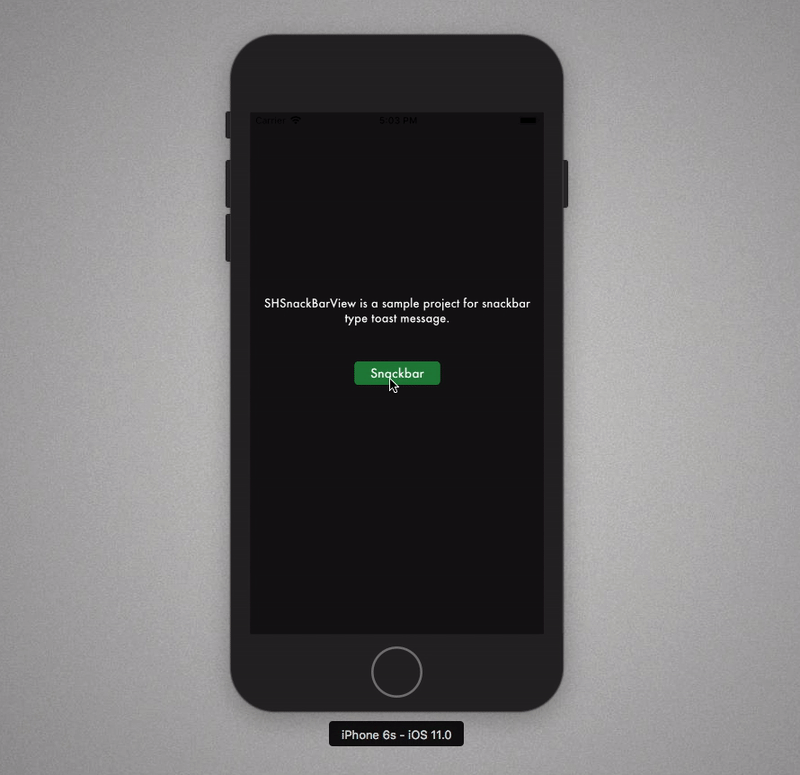 Carrier 5:03 PM
SHSnackBarView is a sample project for snackbar
type toast message.
Snackbar
iPhone 6s - iOS 11.0